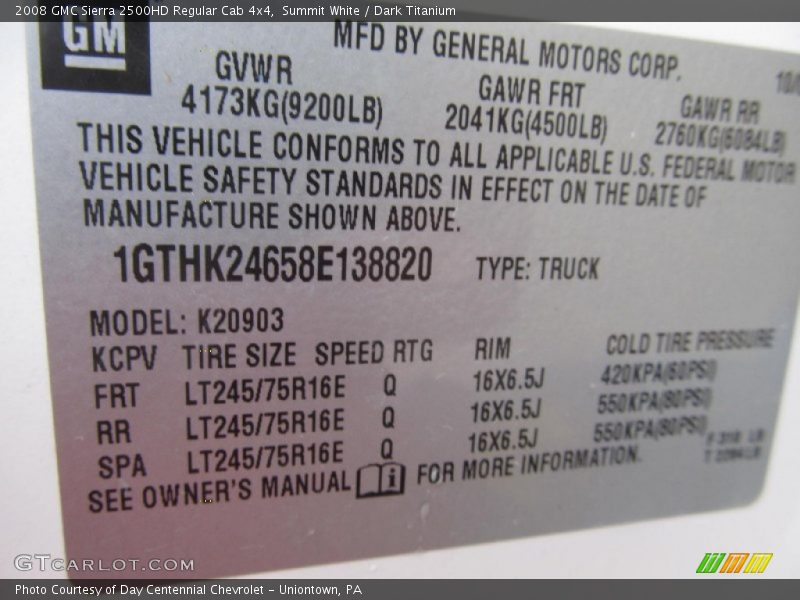 2008 GMC Sierra 2500HD Regular Cab 4x4, Summit White / Dark Titanium
GM
MFD BY GENERAL MOTORS CORP.
GVWR GAWR FRT GAWR RR
4173KG(9200LB) 2041KG(4500LB) 2760KG(6084LB)
THIS VEHICLE CONFORMS TO ALL APPLICABLE U.S. FEDERAL MOTOR
VEHICLE SAFETY STANDARDS IN EFFECT ON THE DATE OF
MANUFACTURE SHOWN ABOVE.
1GTHK24658E138820 TYPE: TRUCK
MODEL: K20903
KCPV TIRE SIZE SPEED RTG RIM COLD TIRE PRESSURE
FRT LT245/75R16E Q 16X6.5J 420KPA(60PSI)
RR LT245/75R16E Q 16X6.5J 550KPA(80PSI)
SPA LT245/75R16E Q 16X6.5J 550KPA(80PSI)
SEE OWNER'S MANUAL FOR MORE INFORMATION.
GTCARLOT.COM
Photo Courtesy of Day Centennial Chevrolet - Uniontown, PA